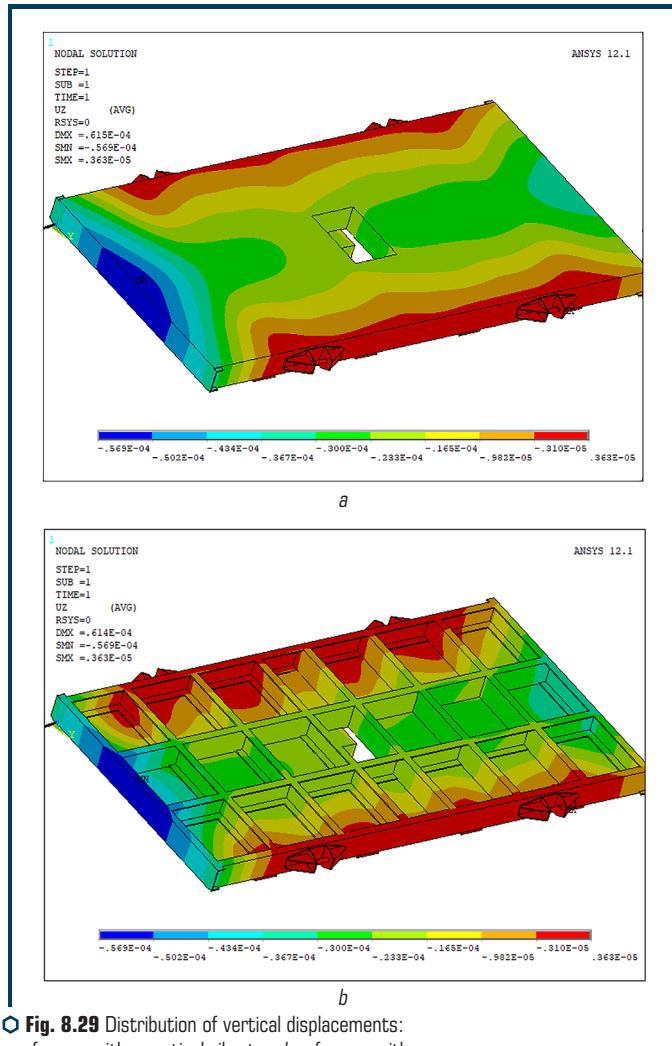 1
NODAL SOLUTION
ANSYS 12.1
STEP=1
SUB =1
TIME=1
UZ (AVG)
RSYS=0
DMX =.615E-04
SMN =-.569E-04
SMX =.363E-05
-.569E-04 -.434E-04 -.300E-04 -.165E-04 -.310E-05
-.502E-04 -.367E-04 -.233E-04 -.982E-05 .363E-05
a
1
NODAL SOLUTION
ANSYS 12.1
STEP=1
SUB =1
TIME=1
UZ (AVG)
RSYS=0
DMX =.614E-04
SMN =-.569E-04
SMX =.363E-05
-.569E-04 -.434E-04 -.300E-04 -.165E-04 -.310E-05
-.502E-04 -.367E-04 -.233E-04 -.982E-05 .363E-05
b
Fig. 8.29 Distribution of vertical displacements: